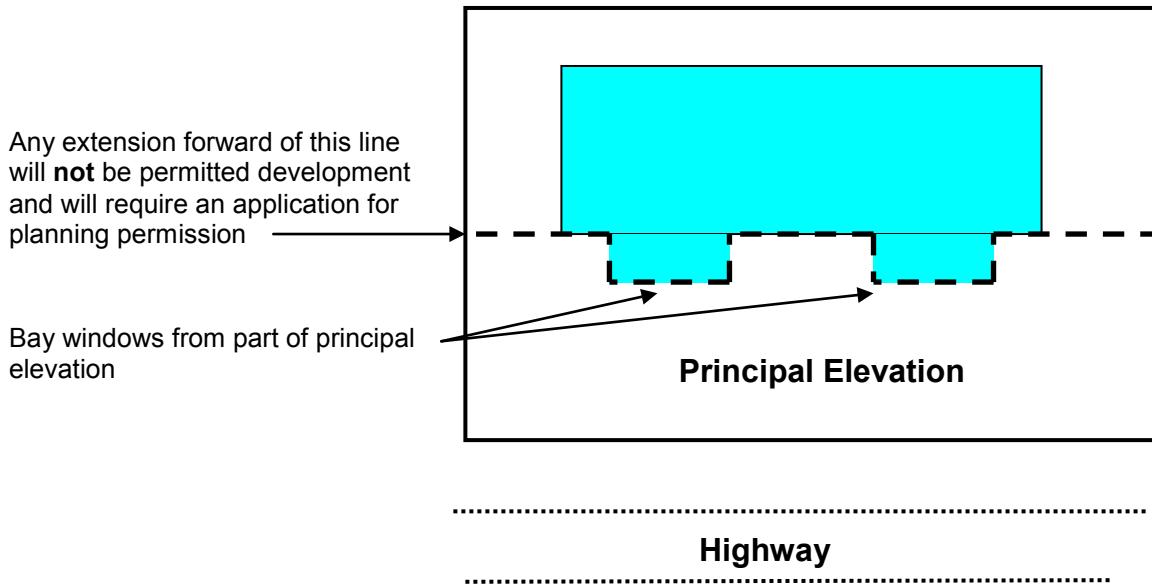 Any extension forward of this line
will not be permitted development
and will require an application for
planning permission
Bay windows from part of principal
elevation
Principal Elevation
Highway